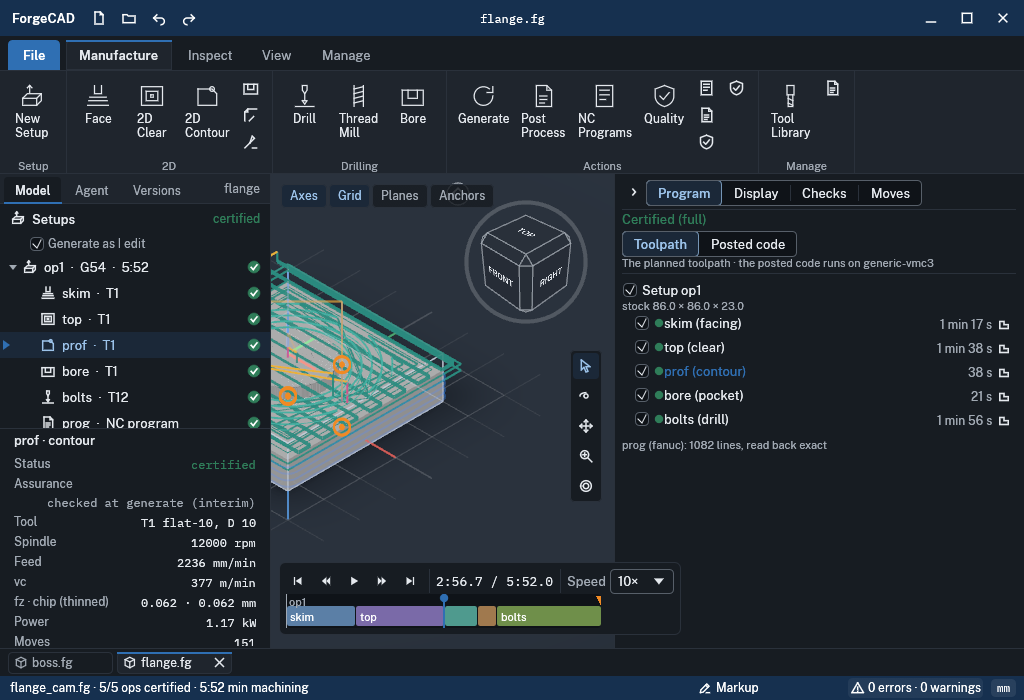 ForgeCAD
flange.fg
File
Manufacture
Inspect
View
Manage
New Setup
Face
2D Clear
2D Contour
Drill
Thread Mill
Bore
Generate
Post Process
NC Programs
Quality
Tool Library
Setup
2D
Drilling
Actions
Manage
Model
Agent
Versions
flange
Setups
certified
Generate as I edit
op1 · G54 · 5:52
skim · T1
top · T1
prof · T1
bore · T1
bolts · T12
prog · NC program
prof · contour
Status certified
Assurance
checked at generate (interim)
Tool T1 flat-10, D 10
Spindle 12000 rpm
Feed 2236 mm/min
vc 377 m/min
fz · chip (thinned) 0.062 · 0.062 mm
Power 1.17 kW
Moves 151
Axes
Grid
Planes
Anchors
TOP
FRONT
RIGHT
2:56.7 / 5:52.0
Speed
10×
op1
skim
top
bolts
Program
Display
Checks
Moves
Certified (full)
Toolpath
Posted code
The planned toolpath · the posted code runs on generic-vmc3
Setup op1
stock 86.0 × 86.0 × 23.0
skim (facing) 1 min 17 s
top (clear) 1 min 38 s
prof (contour) 38 s
bore (pocket) 21 s
bolts (drill) 1 min 56 s
prog (fanuc): 1082 lines, read back exact
boss.fg
flange.fg
flange_cam.fg · 5/5 ops certified · 5:52 min machining
Markup
0 errors · 0 warnings
mm